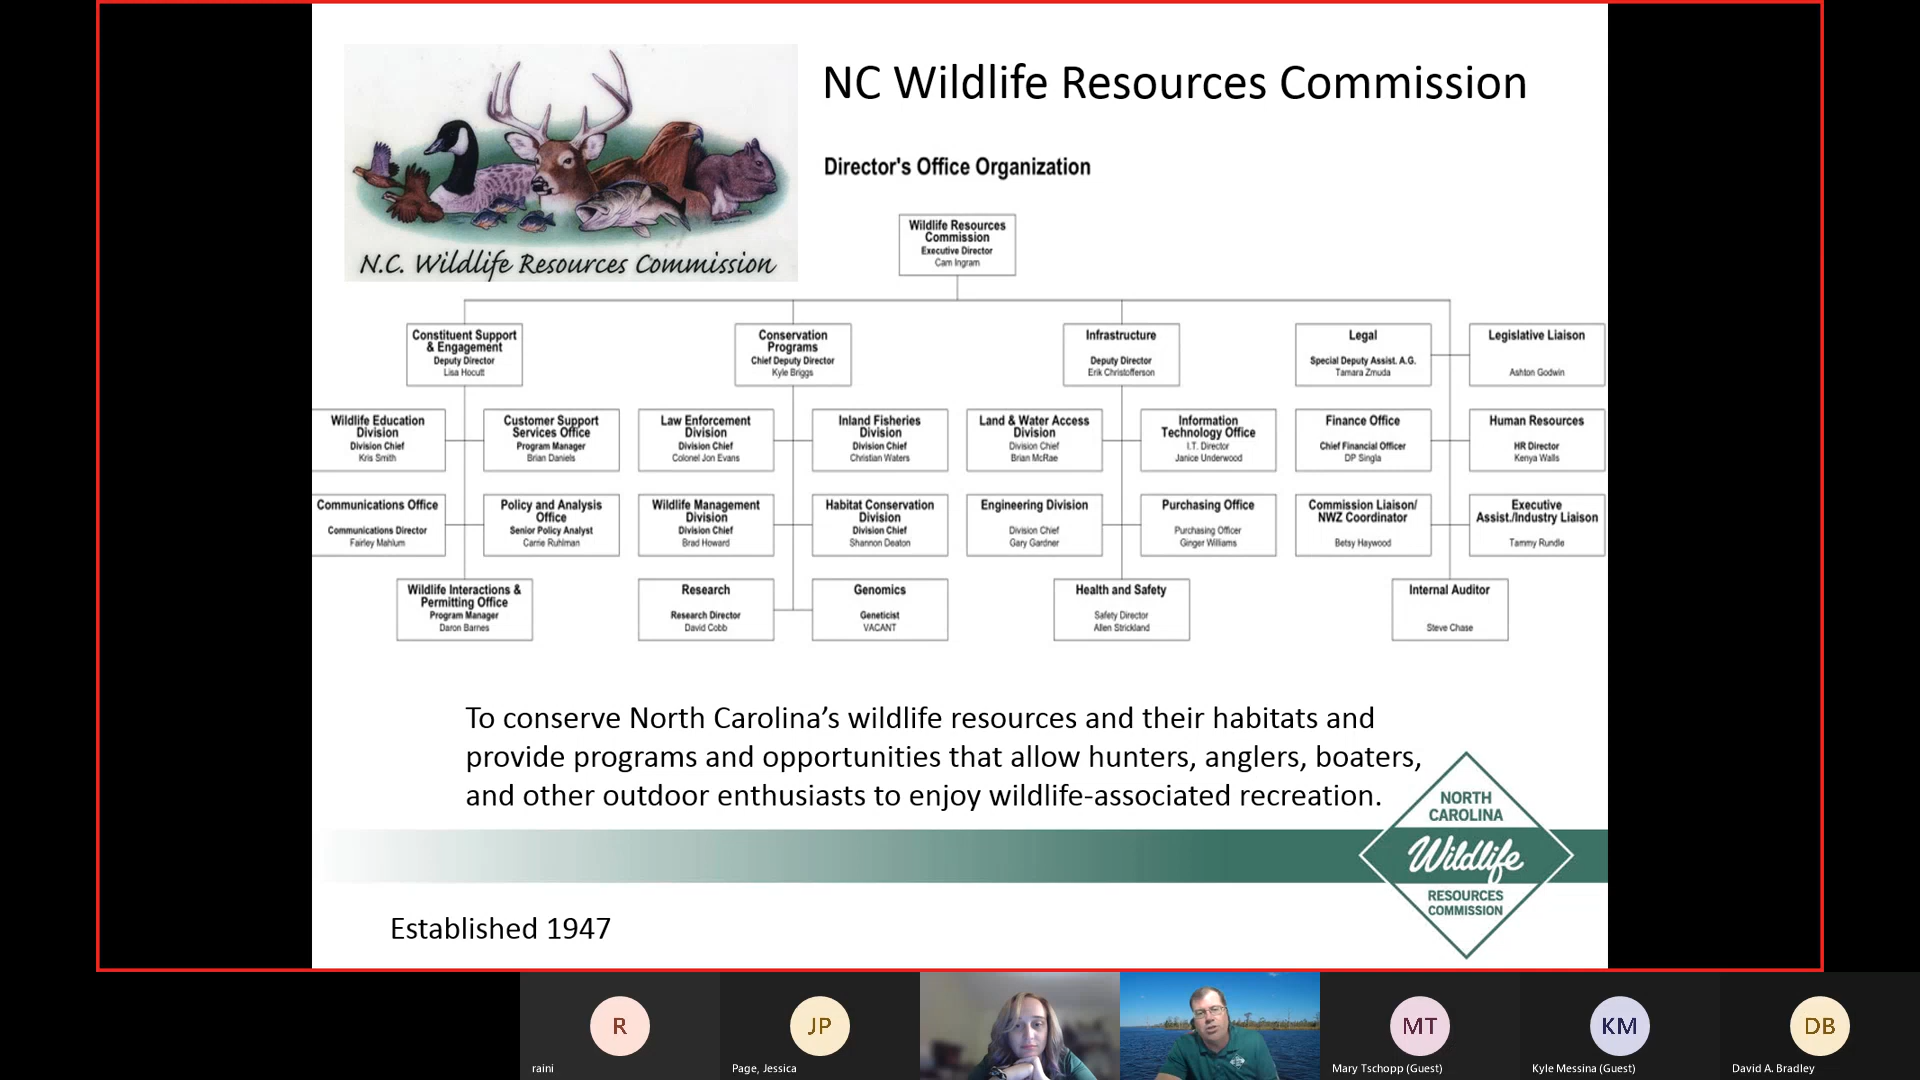 N.C. Wildlife Resources Commission
NC Wildlife Resources Commission
Director's Office Organization
Wildlife Resources
Commission
Executive Director
Cam Ingram
Constituent Support
& Engagement
Deputy Director
Lisa Hocutt
Conservation
Programs
Chief Deputy Director
Kyle Briggs
Infrastructure
Deputy Director
Erik Christofferson
Legal
Special Deputy Assist. A.G.
Tamara Zmuda
Legislative Liaison
Ashton Godwin
Wildlife Education
Division
Division Chief
Kris Smith
Customer Support
Services Office
Program Manager
Brian Daniels
Law Enforcement
Division
Division Chief
Colonel Jon Evans
Inland Fisheries
Division
Division Chief
Christian Waters
Land & Water Access
Division
Division Chief
Brian McRae
Information
Technology Office
I.T. Director
Janice Underwood
Finance Office
Chief Financial Officer
DP Singla
Human Resources
HR Director
Kenya Walls
Communications Office
Communications Director
Fairley Mahlum
Policy and Analysis
Office
Senior Policy Analyst
Carrie Ruhlman
Wildlife Management
Division
Division Chief
Brad Howard
Habitat Conservation
Division
Division Chief
Shannon Deaton
Engineering Division
Division Chief
Gary Gardner
Purchasing Office
Purchasing Officer
Ginger Williams
Commission Liaison/
NWZ Coordinator
Betsy Haywood
Executive
Assist./Industry Liaison
Tammy Rundle
Wildlife Interactions &
Permitting Office
Program Manager
Daron Barnes
Research
Research Director
David Cobb
Genomics
Geneticist
VACANT
Health and Safety
Safety Director
Allen Strickland
Internal Auditor
Steve Chase
To conserve North Carolina’s wildlife resources and their habitats and
provide programs and opportunities that allow hunters, anglers, boaters,
and other outdoor enthusiasts to enjoy wildlife-associated recreation.
NORTH
CAROLINA
Wildlife
RESOURCES
COMMISSION
Established 1947
R
raini
JP
Page, Jessica
MT
Mary Tschopp (Guest)
KM
Kyle Messina (Guest)
DB
David A. Bradley